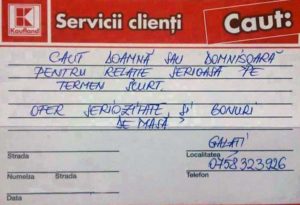 Kaufland
Servicii clienți
Caut:
CAUT DOAMNĂ SAU DOMNIȘOARĂ
PENTRU RELAȚIE SERIOASĂ PE
TERMEN SCURT.
OFER SERIOZITATE, ȘI BONURI
DE MASĂ
GALAȚI
Strada
Localitatea
0758323926
Număr/a
Strada
Telefon
Data